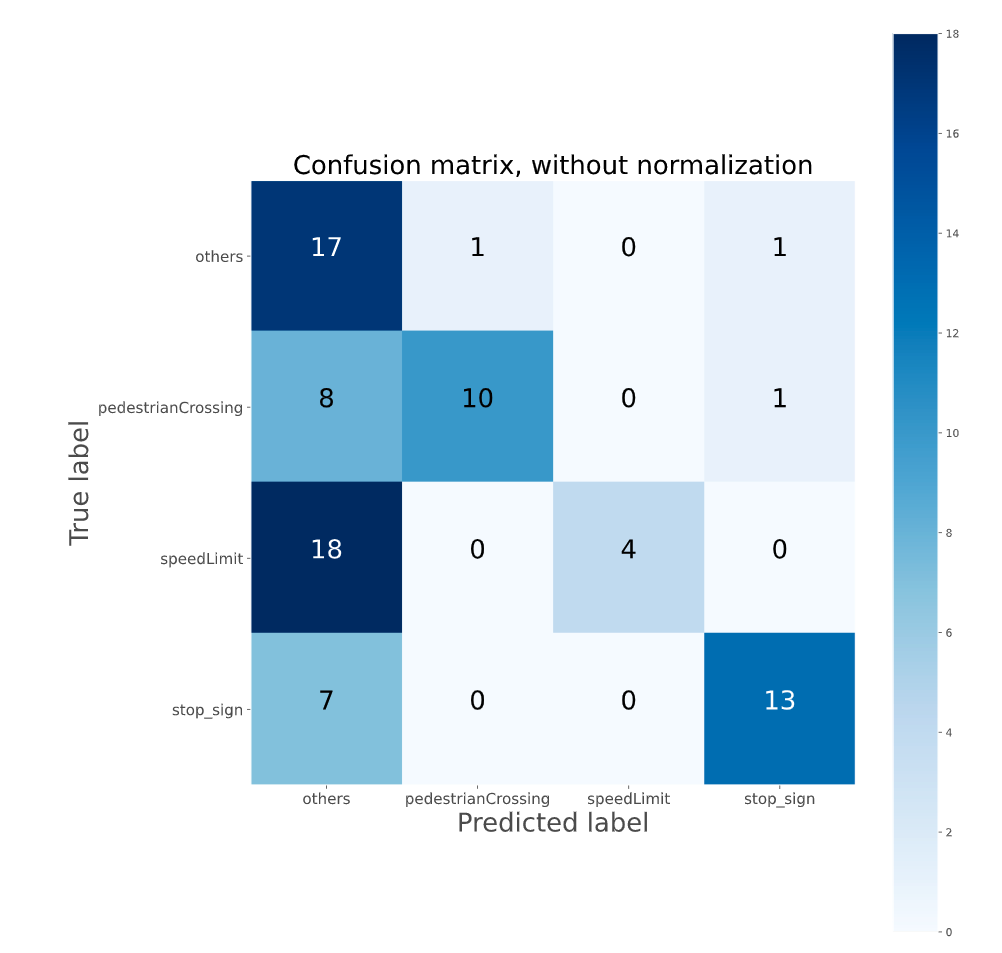 Confusion matrix, without normalization
18
16
14
12
10
8
6
4
2
0
True label
others 17 1 0 1
pedestrianCrossing 8 10 0 1
speedLimit 18 0 4 0
stop_sign 7 0 0 13
others pedestrianCrossing speedLimit stop_sign
Predicted label